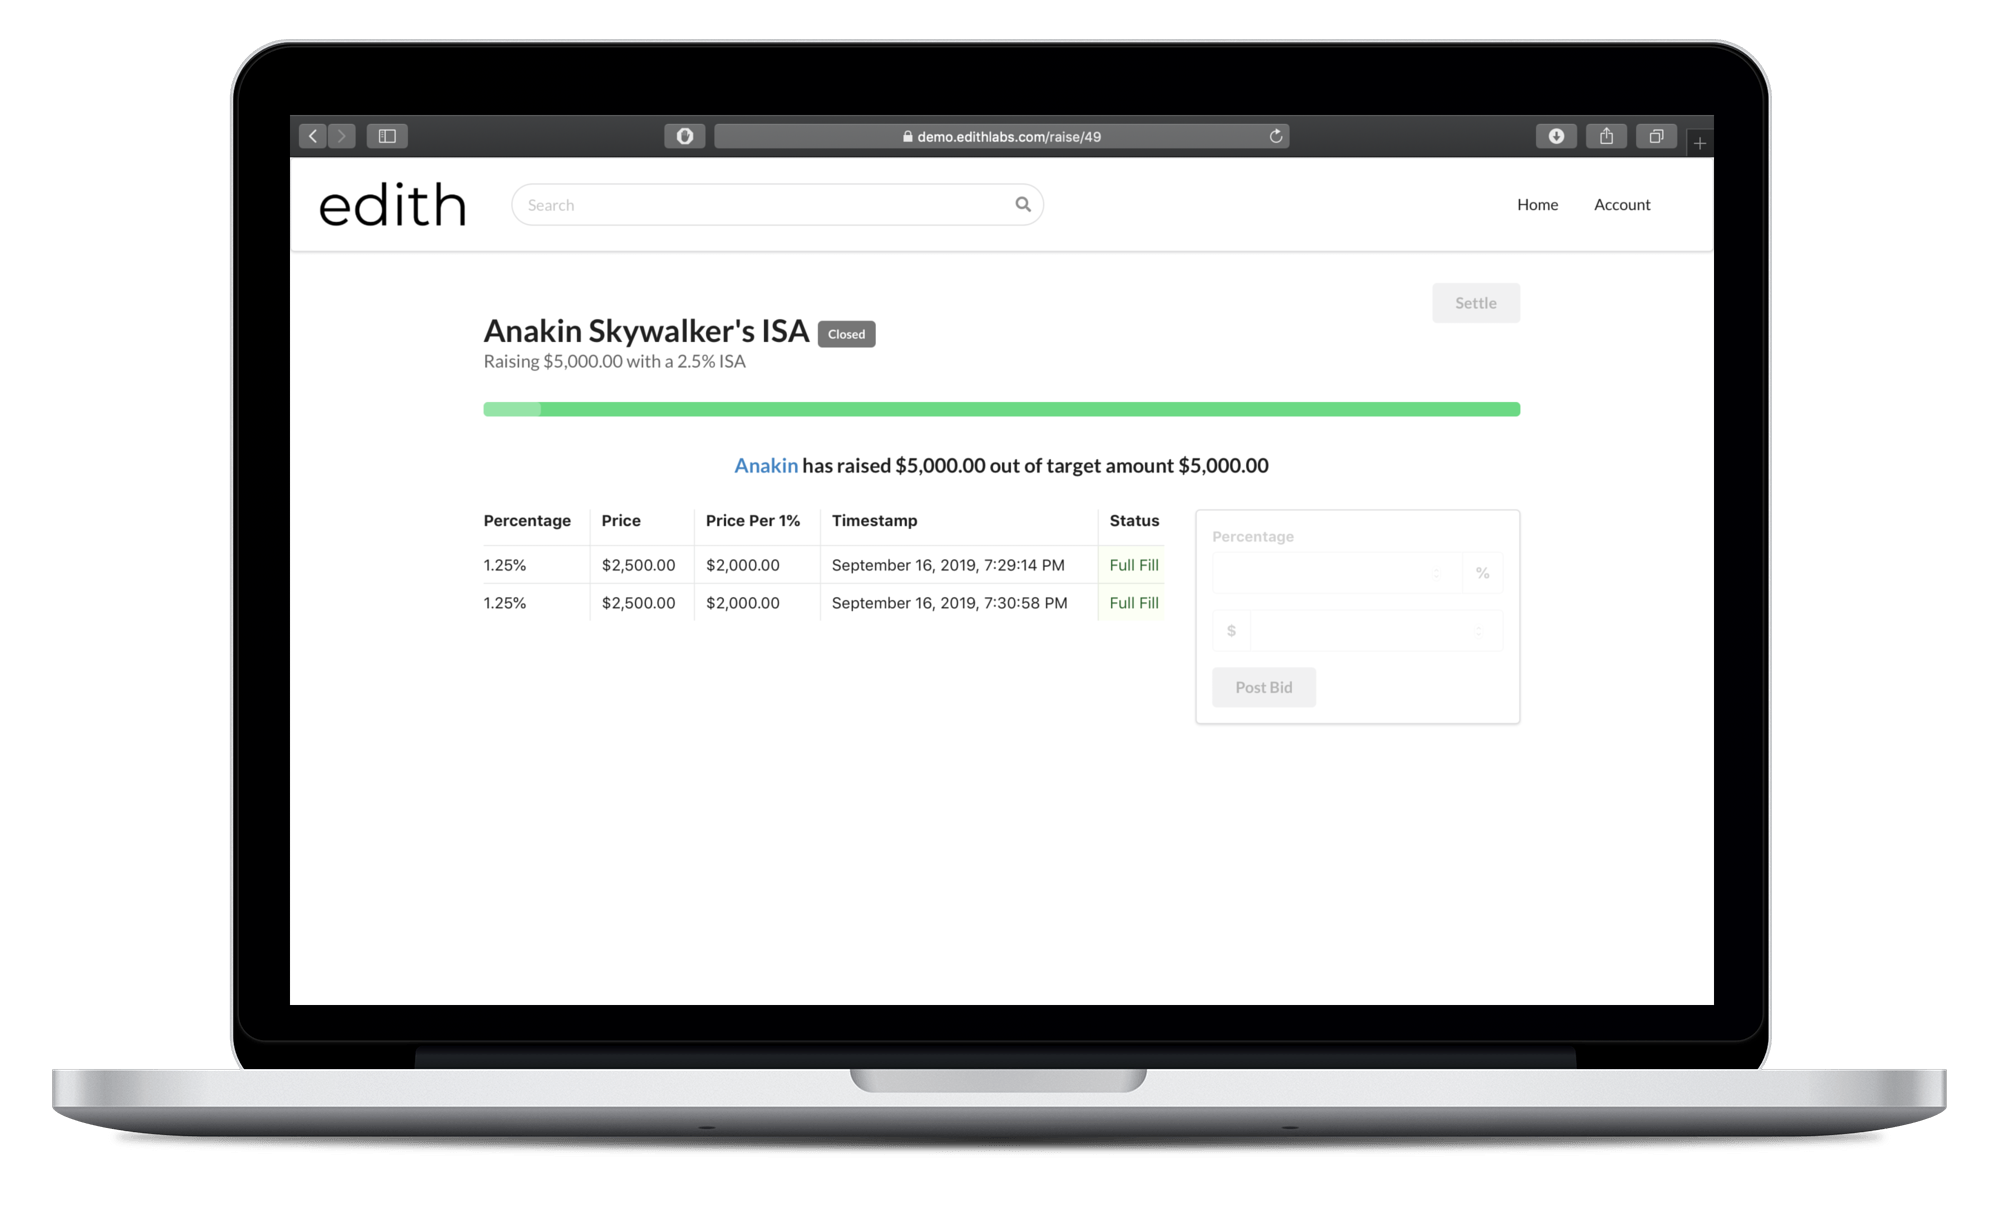 demo.edithlabs.com/raise/49
edith
Search
Home
Account
Settle
Anakin Skywalker's ISA Closed
Raising $5,000.00 with a 2.5% ISA
Anakin has raised $5,000.00 out of target amount $5,000.00
Percentage Price Price Per 1% Timestamp Status
1.25% $2,500.00 $2,000.00 September 16, 2019, 7:29:14 PM Full Fill
1.25% $2,500.00 $2,000.00 September 16, 2019, 7:30:58 PM Full Fill
Percentage
%
$
Post Bid